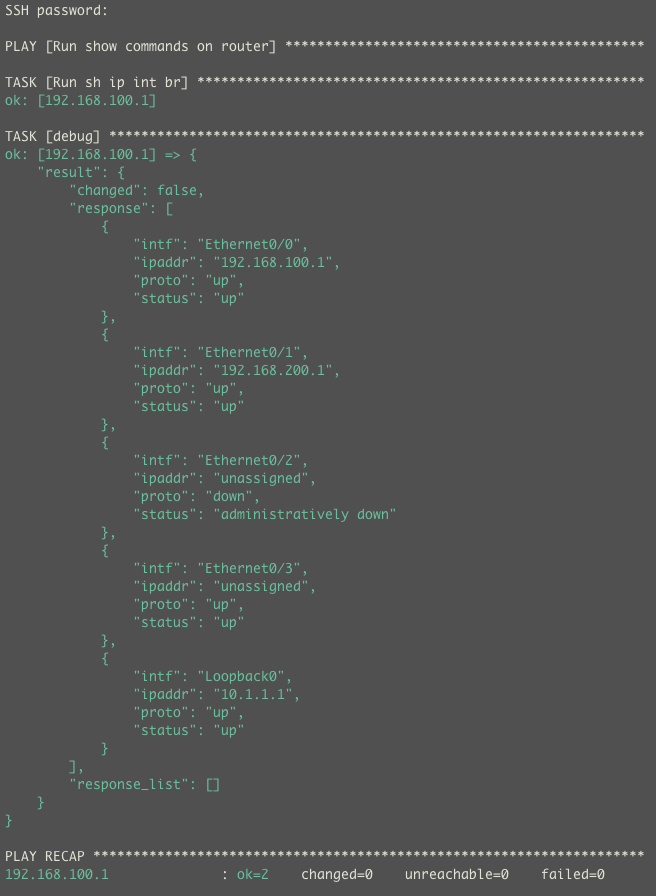 SSH password:
PLAY [Run show commands on router] *********************************************
TASK [Run sh ip int br] ********************************************************
ok: [192.168.100.1]
TASK [debug] *******************************************************************
ok: [192.168.100.1] => {
    "result": {
        "changed": false,
        "response": [
            {
                "intf": "Ethernet0/0",
                "ipaddr": "192.168.100.1",
                "proto": "up",
                "status": "up"
            },
            {
                "intf": "Ethernet0/1",
                "ipaddr": "192.168.200.1",
                "proto": "up",
                "status": "up"
            },
            {
                "intf": "Ethernet0/2",
                "ipaddr": "unassigned",
                "proto": "down",
                "status": "administratively down"
            },
            {
                "intf": "Ethernet0/3",
                "ipaddr": "unassigned",
                "proto": "up",
                "status": "up"
            },
            {
                "intf": "Loopback0",
                "ipaddr": "10.1.1.1",
                "proto": "up",
                "status": "up"
            }
        ],
        "response_list": []
    }
}
PLAY RECAP *********************************************************************
192.168.100.1              : ok=2    changed=0    unreachable=0    failed=0